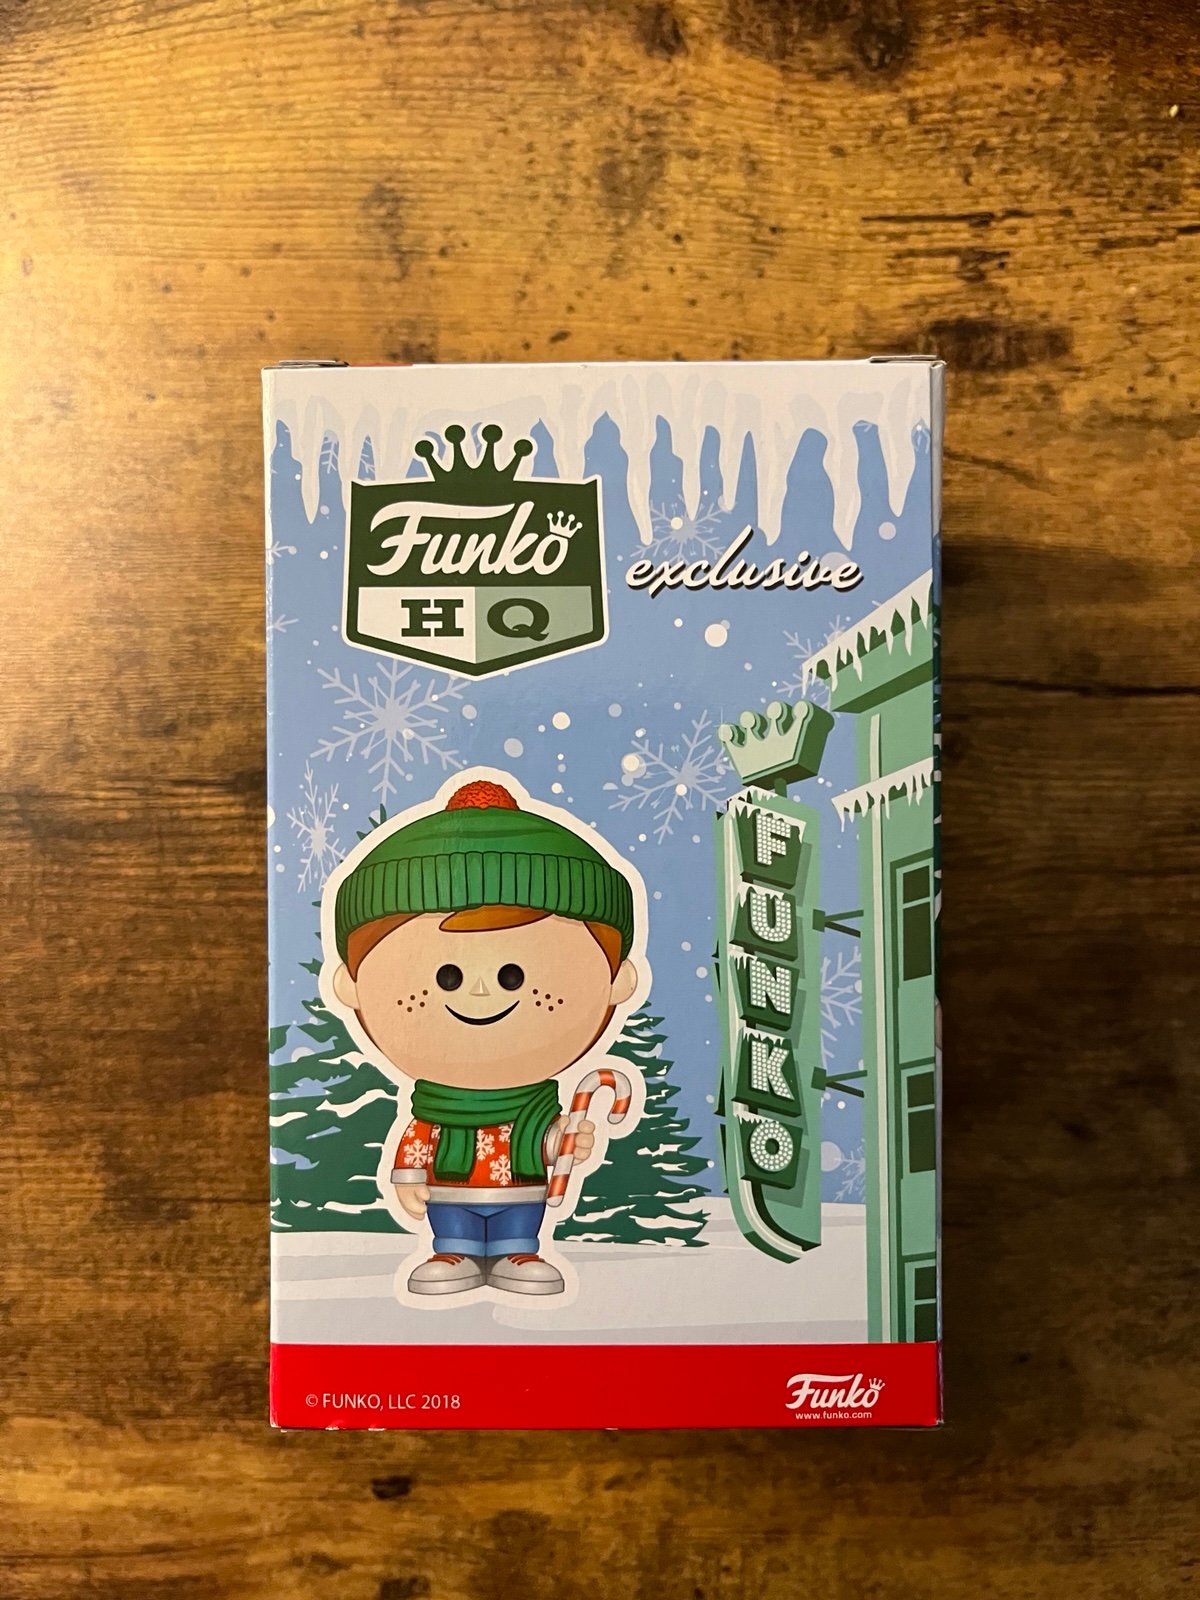 Funko
HQ
exclusive
FUNKO
© FUNKO, LLC 2018
Funko
www.funko.com